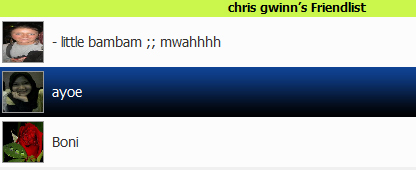 chris gwinn’s Friendlist
- little bambam ;; mwahhhh
ayoe
Boni